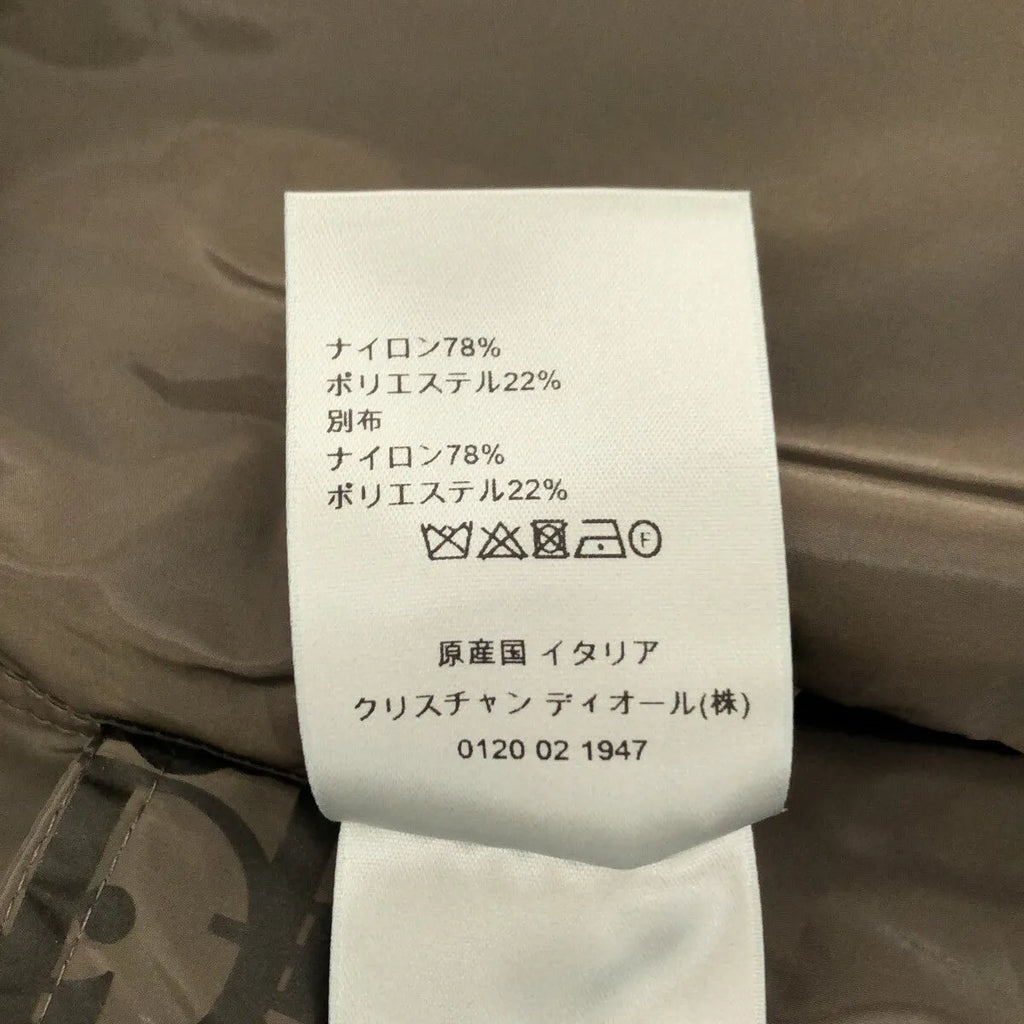 ナイロン78%
ポリエステル22%
別布
ナイロン78%
ポリエステル22%
F
原産国 イタリア
クリスチャン ディオール(株)
0120 02 1947